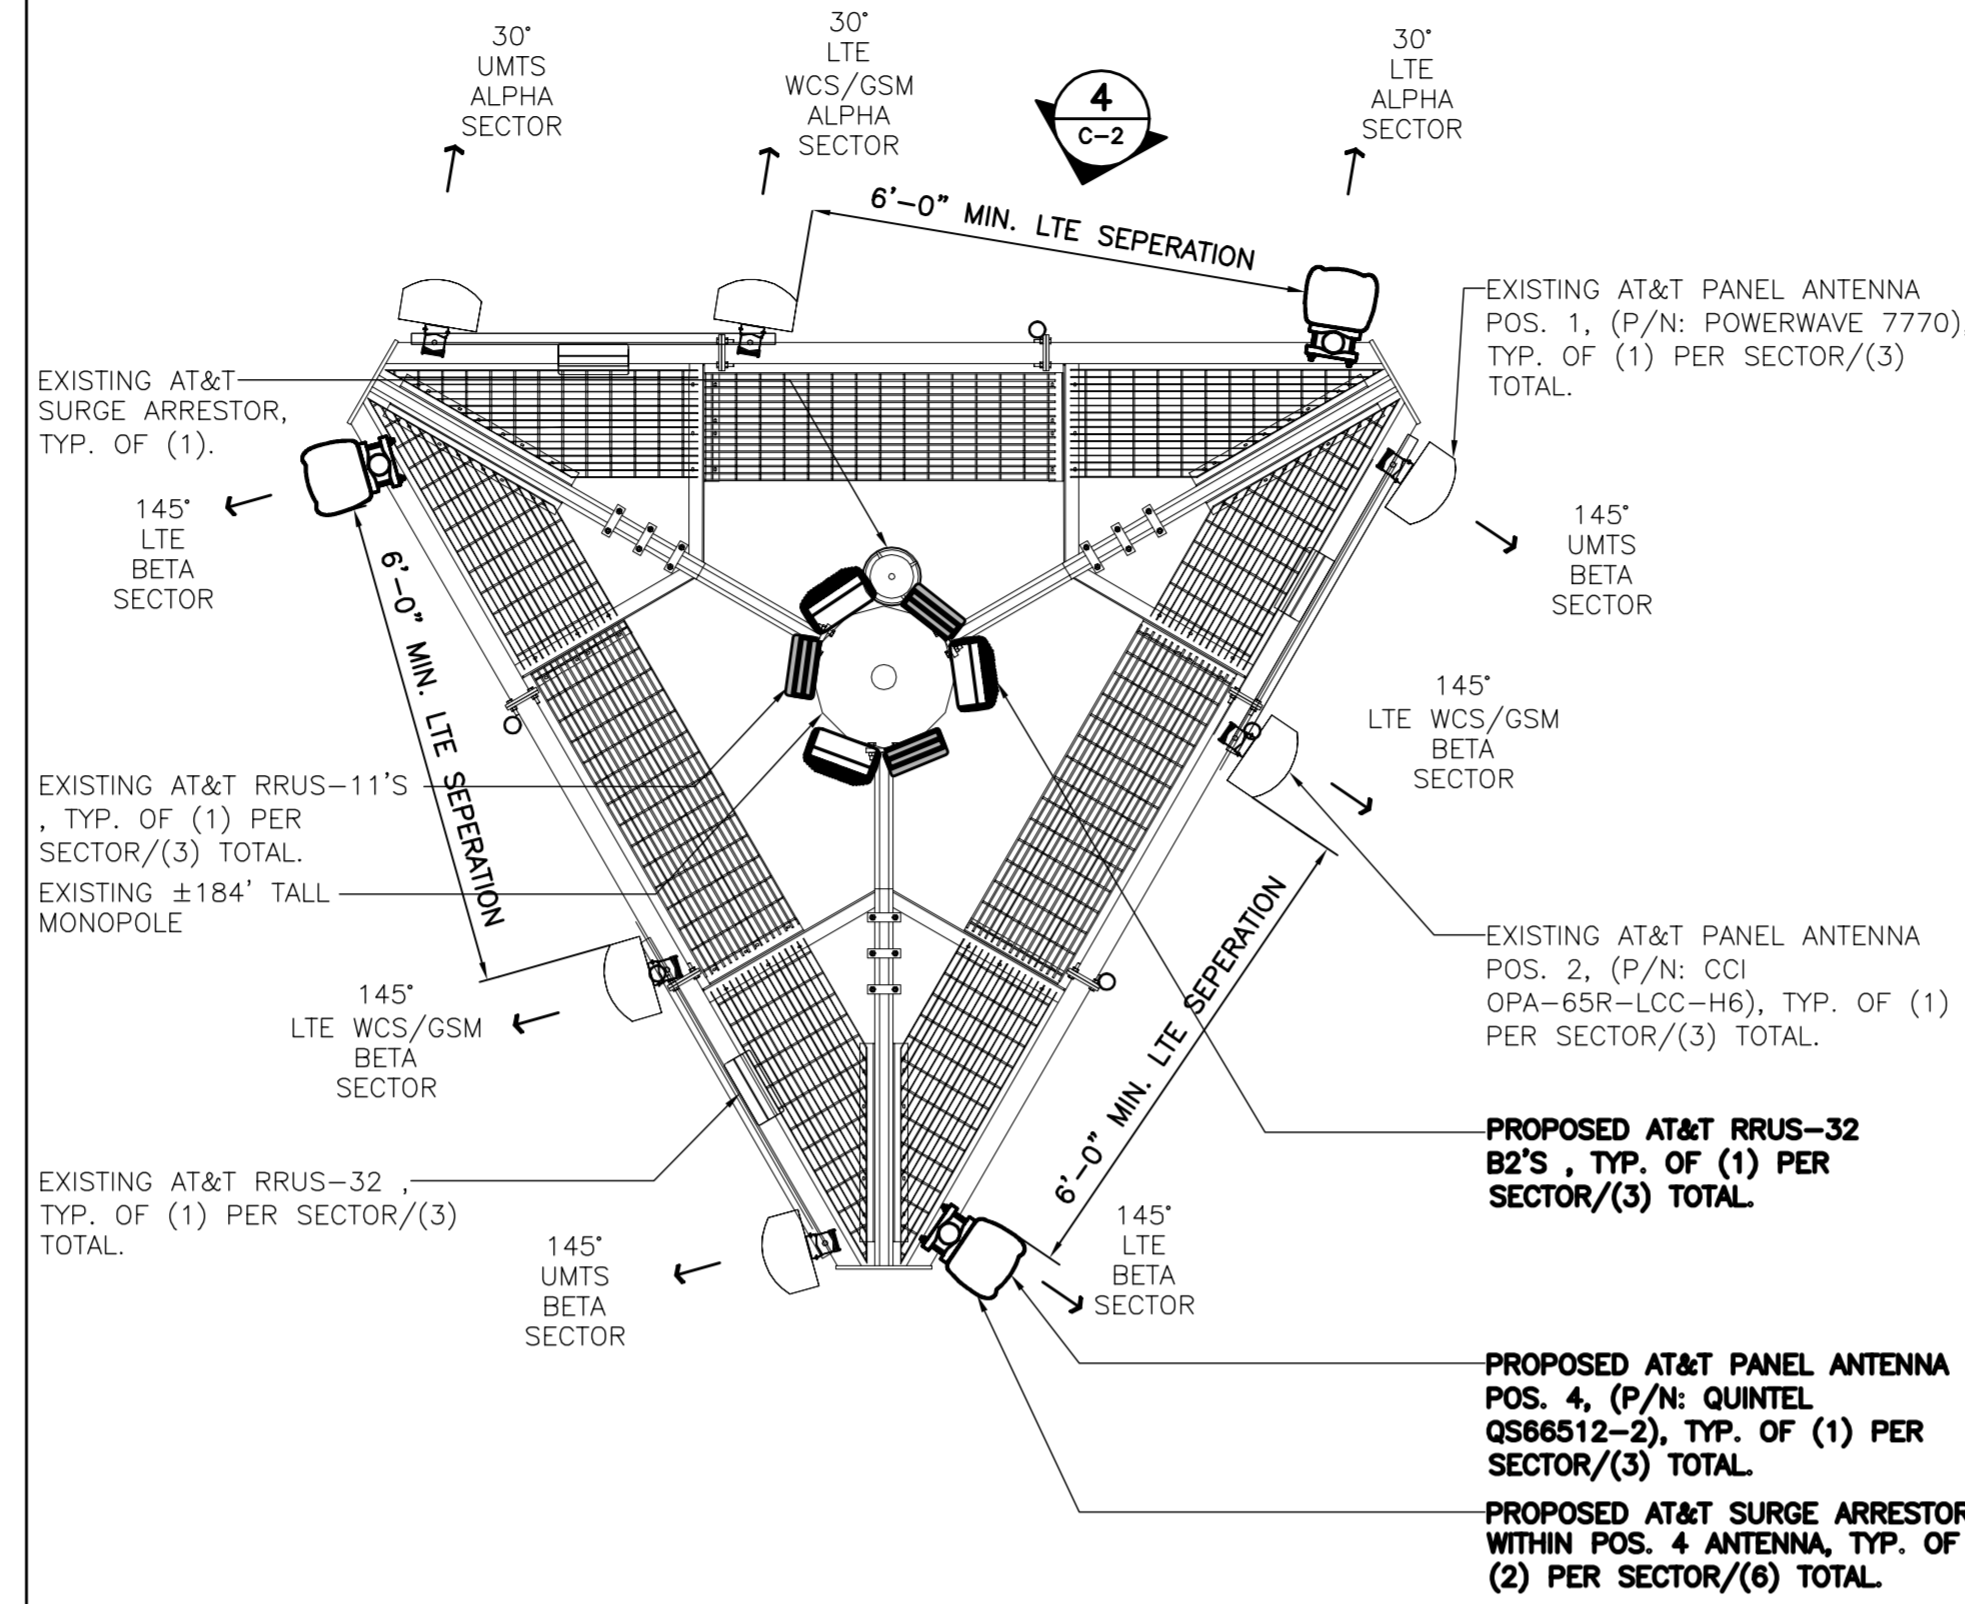 30°
UMTS
ALPHA
SECTOR
30°
LTE
WCS/GSM
ALPHA
SECTOR
4
C-2
30°
LTE
ALPHA
SECTOR
6'-0" MIN. LTE SEPERATION
EXISTING AT&T PANEL ANTENNA
POS. 1, (P/N: POWERWAVE 7770),
TYP. OF (1) PER SECTOR/(3)
TOTAL.
EXISTING AT&T
SURGE ARRESTOR,
TYP. OF (1).
145°
LTE
BETA
SECTOR
6'-0" MIN. LTE SEPERATION
145°
UMTS
BETA
SECTOR
145°
LTE WCS/GSM
BETA
SECTOR
EXISTING AT&T RRUS-11'S
, TYP. OF (1) PER
SECTOR/(3) TOTAL.
EXISTING ±184' TALL
MONOPOLE
6'-0" MIN. LTE SEPERATION
EXISTING AT&T PANEL ANTENNA
POS. 2, (P/N: CCI
OPA-65R-LCC-H6), TYP. OF (1)
PER SECTOR/(3) TOTAL.
145°
LTE WCS/GSM
BETA
SECTOR
PROPOSED AT&T RRUS-32
B2'S , TYP. OF (1) PER
SECTOR/(3) TOTAL.
EXISTING AT&T RRUS-32 ,
TYP. OF (1) PER SECTOR/(3)
TOTAL.
145°
UMTS
BETA
SECTOR
145°
LTE
BETA
SECTOR
PROPOSED AT&T PANEL ANTENNA
POS. 4, (P/N: QUINTEL
QS66512-2), TYP. OF (1) PER
SECTOR/(3) TOTAL.
PROPOSED AT&T SURGE ARRESTOR
WITHIN POS. 4 ANTENNA, TYP. OF
(2) PER SECTOR/(6) TOTAL.